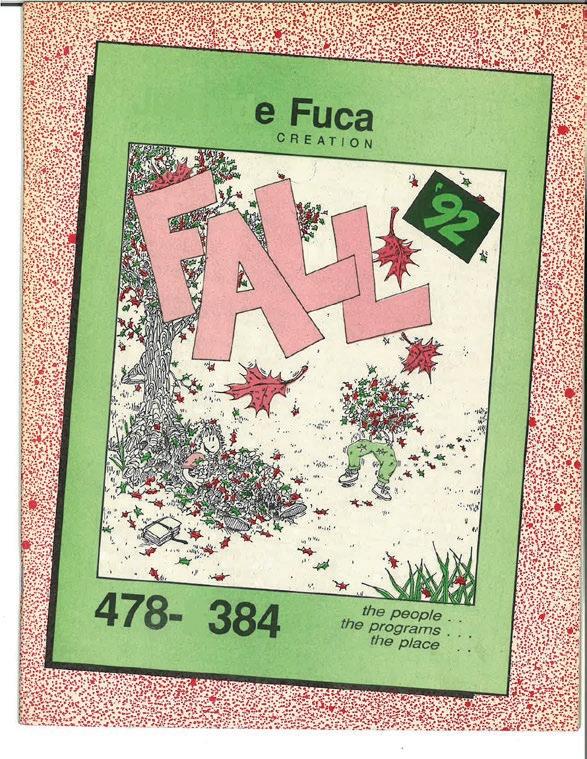 e Fuca
CREATION
FALL
'92
478- 384
the people . .
the programs . . .
the place . . .